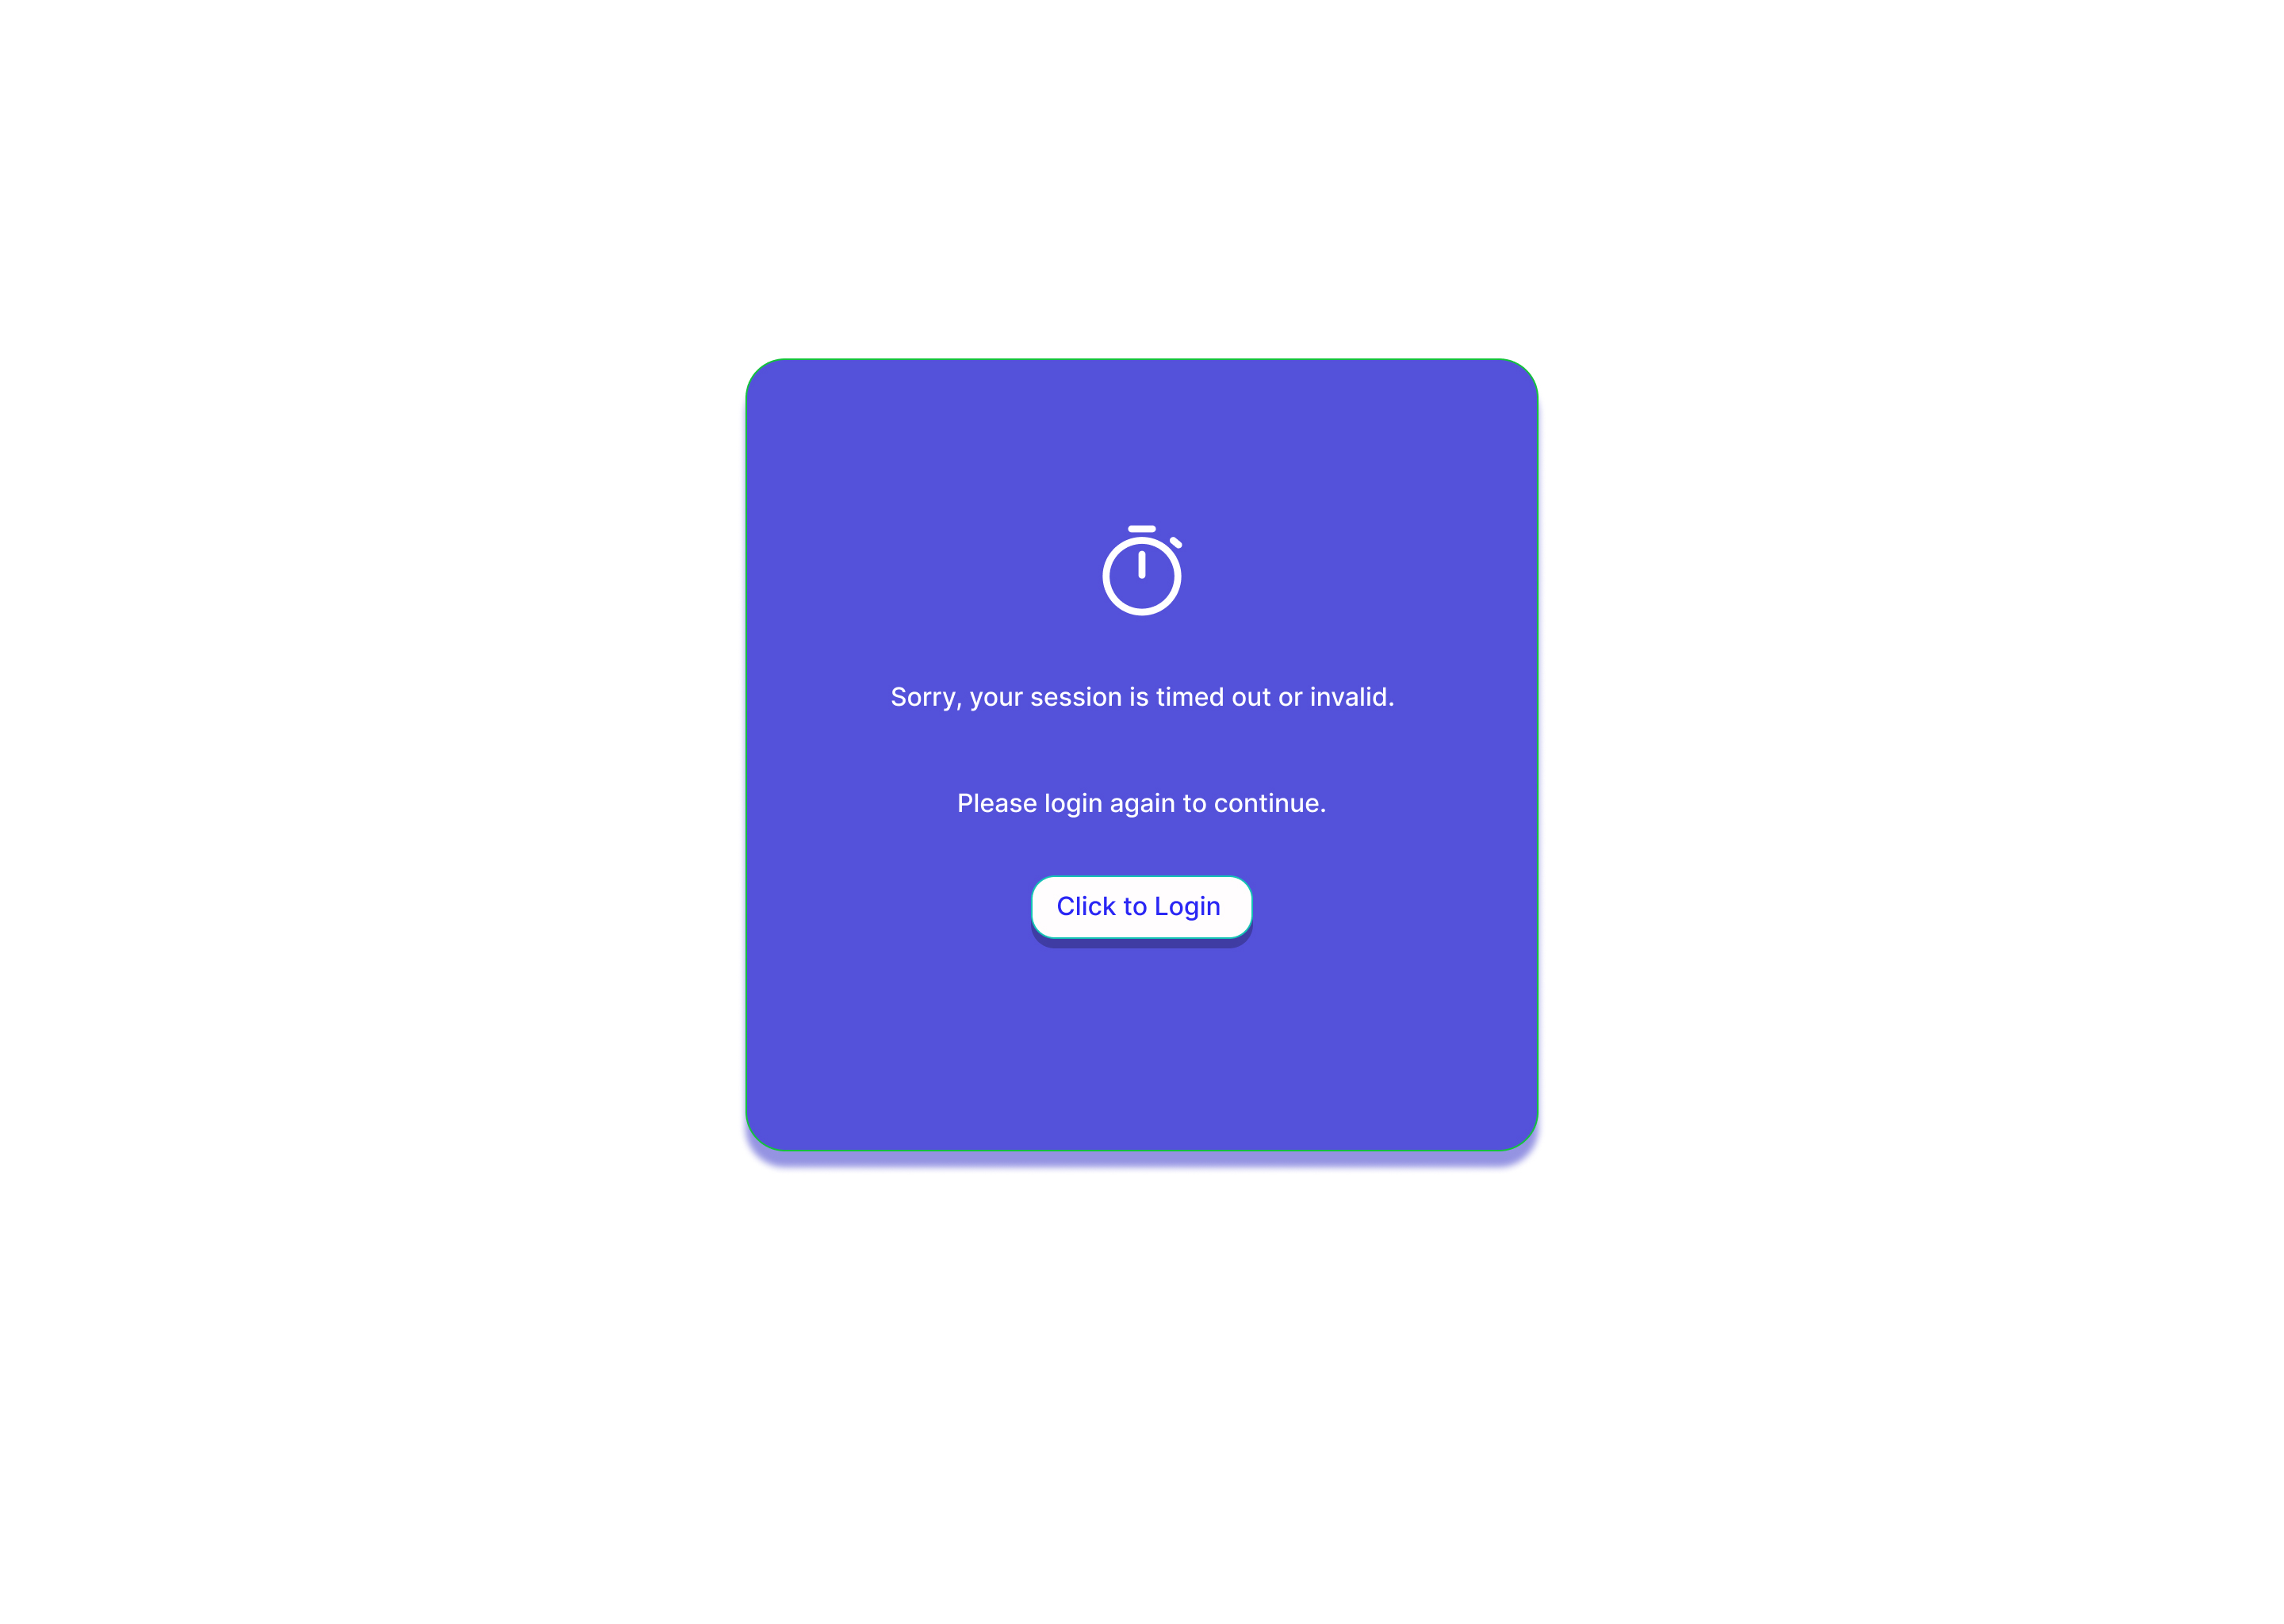 Sorry, your session is timed out or invalid.
Please login again to continue.
Click to Login